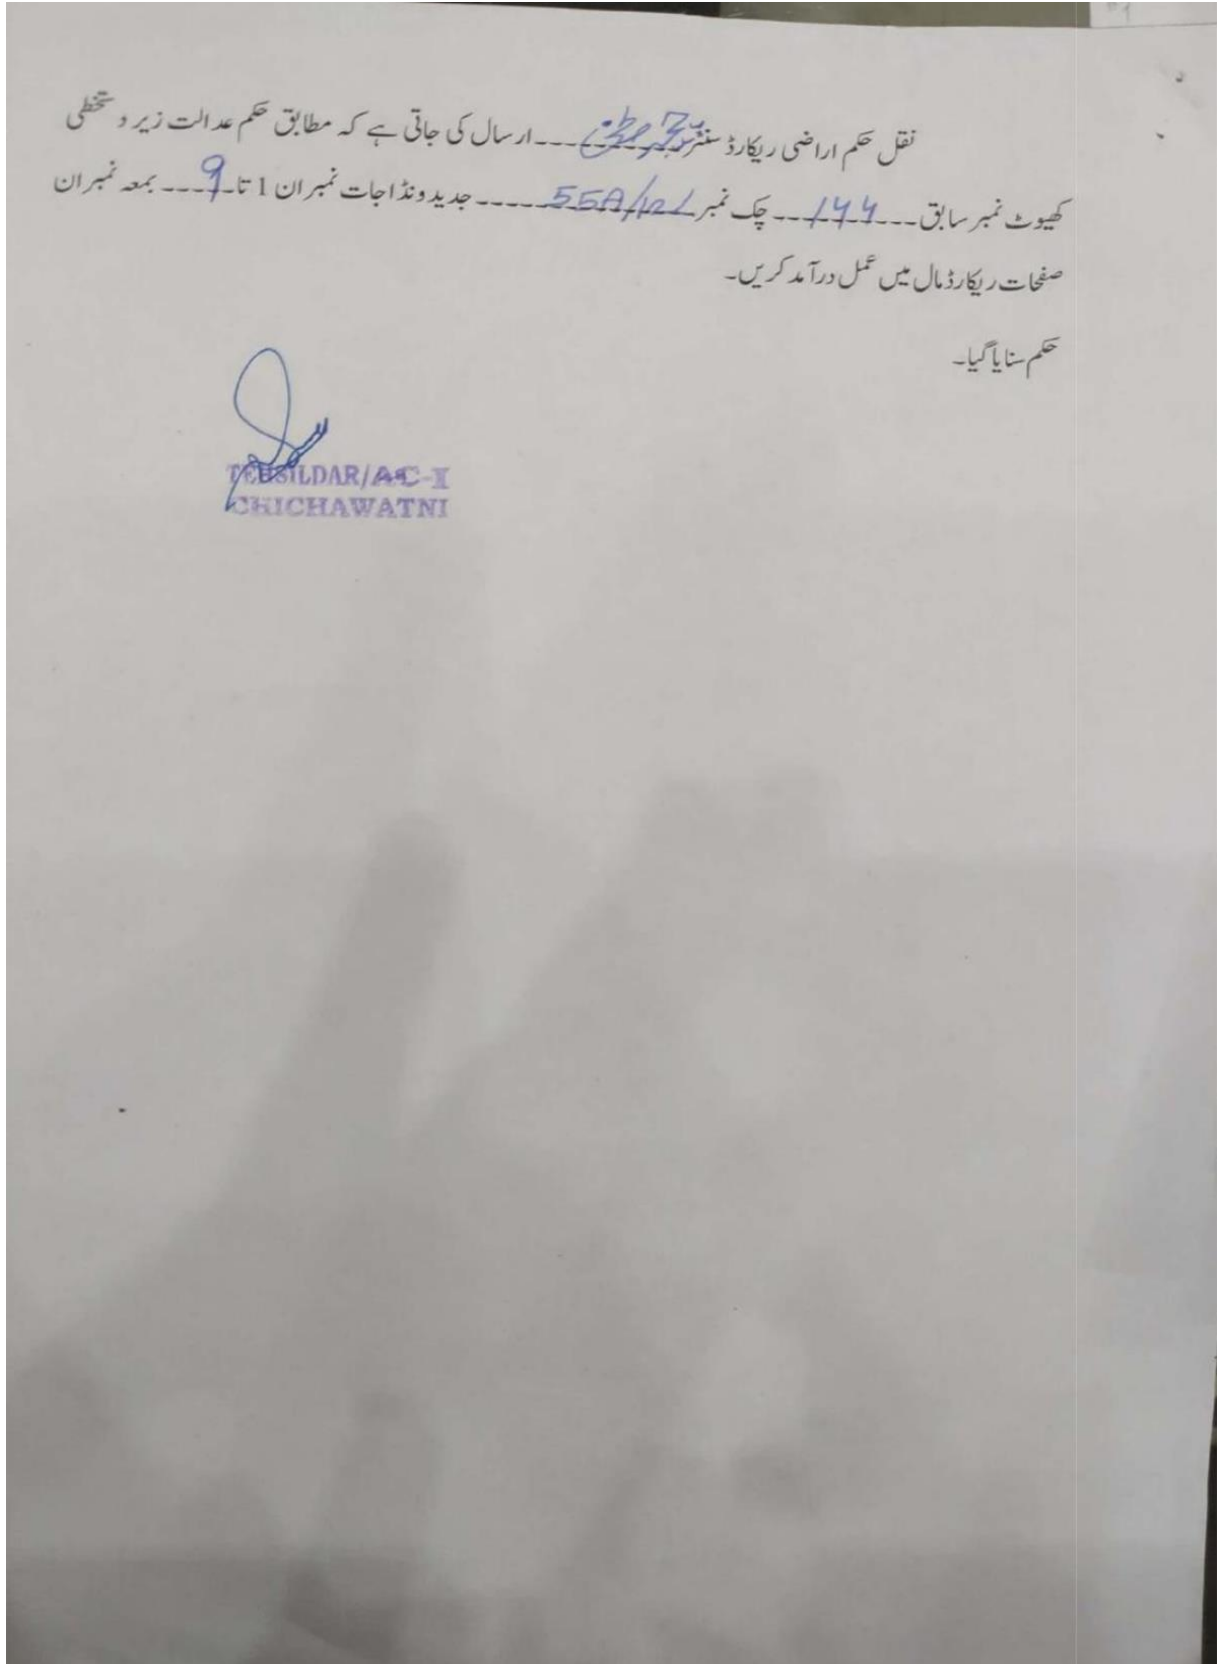 نقل حکم اراضی ریکارڈ سنٹر ۔۔۔ارسال کی جاتی ہے کہ مطابق حکم عدالت زیر دستخطی
کھیوٹ نمبر سابق ۔۔۔144۔۔۔ چک نمبر 55A/12L۔۔۔۔۔ جدید ونڈاجات نمبران 1 تا 9۔۔۔ بمعہ نمبران
صفحات ریکارڈ مال میں عمل درآمد کریں۔
حکم سنایا گیا۔
TEHSILDAR/AC-I
CHICHAWATNI